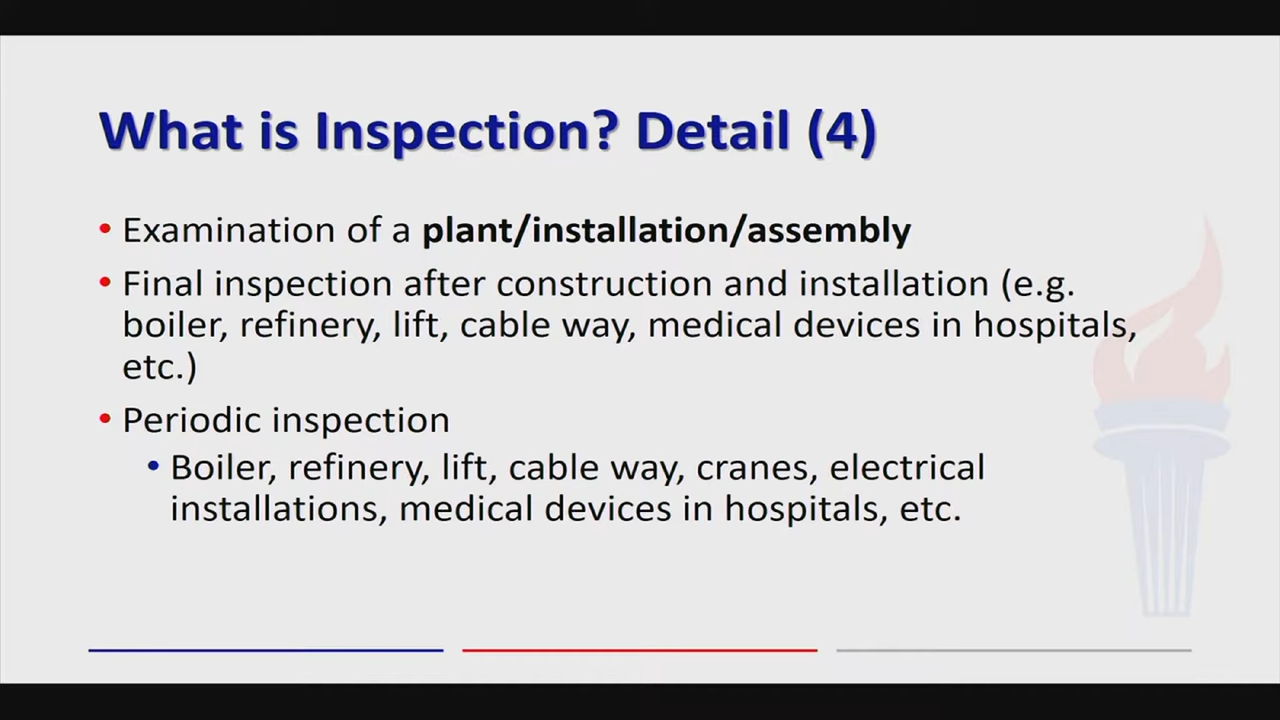 What is Inspection? Detail (4)
• Examination of a plant/installation/assembly
• Final inspection after construction and installation (e.g.
boiler, refinery, lift, cable way, medical devices in hospitals,
etc.)
• Periodic inspection
• Boiler, refinery, lift, cable way, cranes, electrical
installations, medical devices in hospitals, etc.